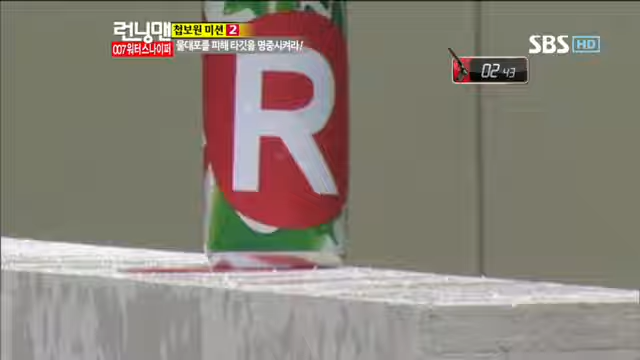 런닝맨
007 워터스나이퍼
첩보원 미션 2
물대포를 피해 타깃을 명중시켜라!
SBS HD
02 43
R